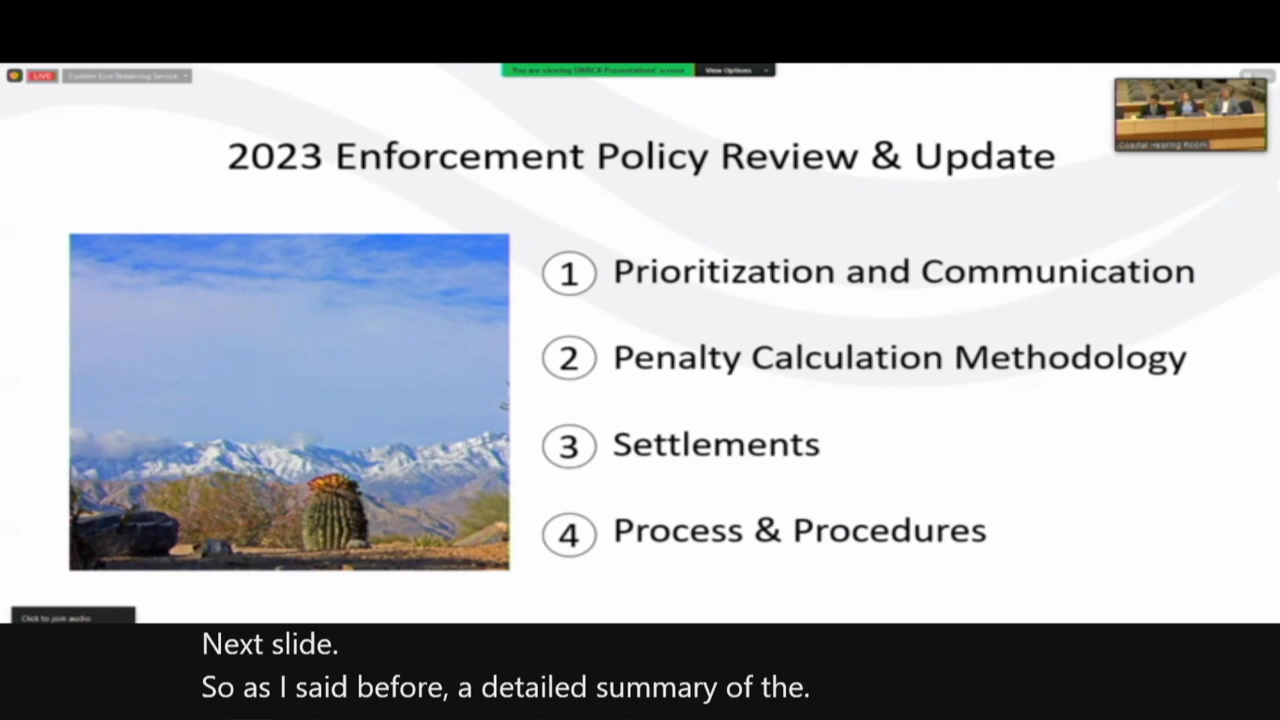 LIVE
Custom Live Streaming Service
You are viewing SWRCB Presentations' screen
View Options
Coastal Hearing Room
2023 Enforcement Policy Review & Update
1 Prioritization and Communication
2 Penalty Calculation Methodology
3 Settlements
4 Process & Procedures
Click to join audio
Next slide.
So as I said before, a detailed summary of the.